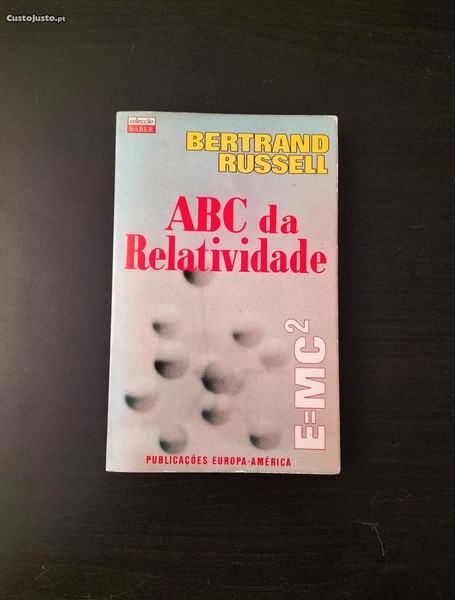 CustoJusto.pt
colecção
SABER
BERTRAND
RUSSELL
ABC da
Relatividade
E=MC²
PUBLICAÇÕES EUROPA-AMÉRICA